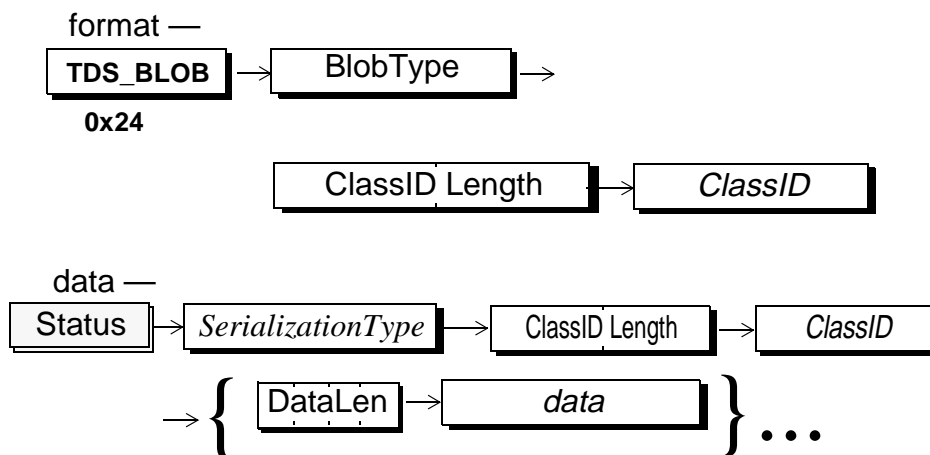 format —
TDS_BLOB BlobType
0x24
ClassID Length ClassID
data —
Status SerializationType ClassID Length ClassID
{ DataLen data } ...